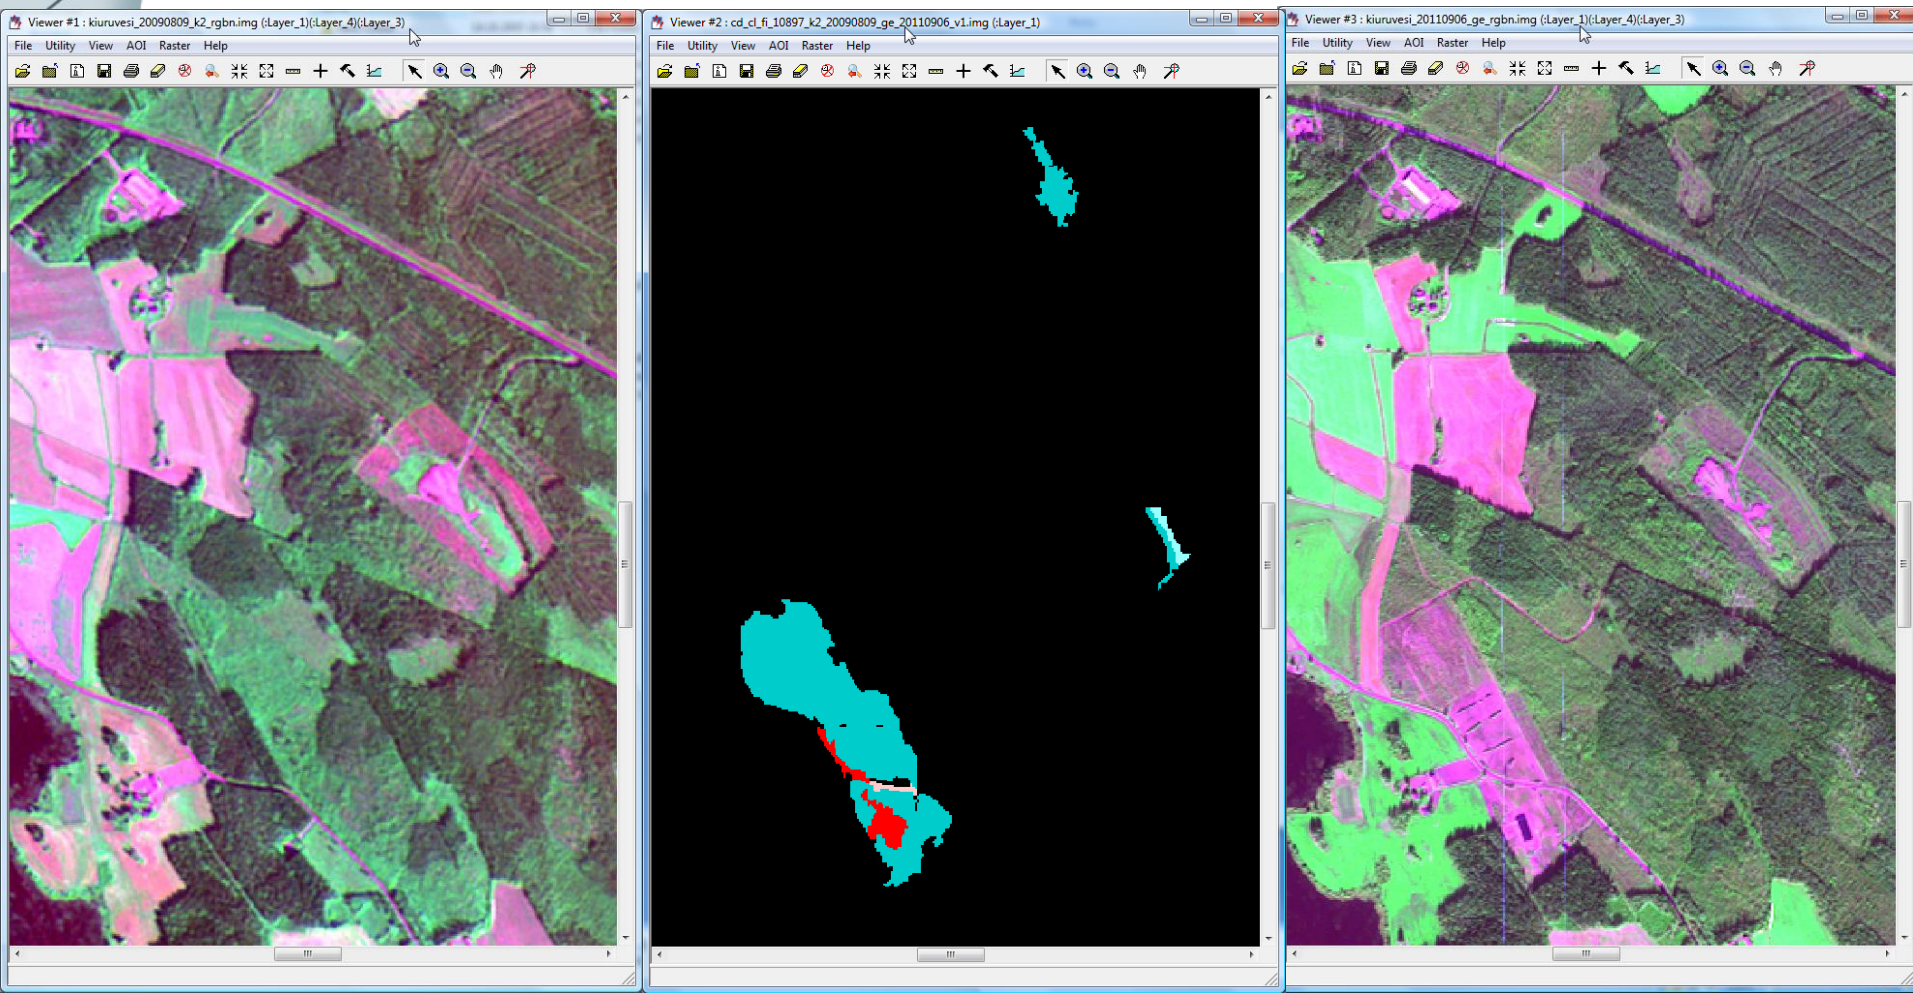 Viewer #1 : kiuruvesi_20090809_k2_rgbn.img (:Layer_1)(:Layer_4)(:Layer_3)
File Utility View AOI Raster Help
Viewer #2 : cd_cl_fi_10897_k2_20090809_ge_20110906_v1.img (:Layer_1)
File Utility View AOI Raster Help
Viewer #3 : kiuruvesi_20110906_ge_rgbn.img (:Layer_1)(:Layer_4)(:Layer_3)
File Utility View AOI Raster Help